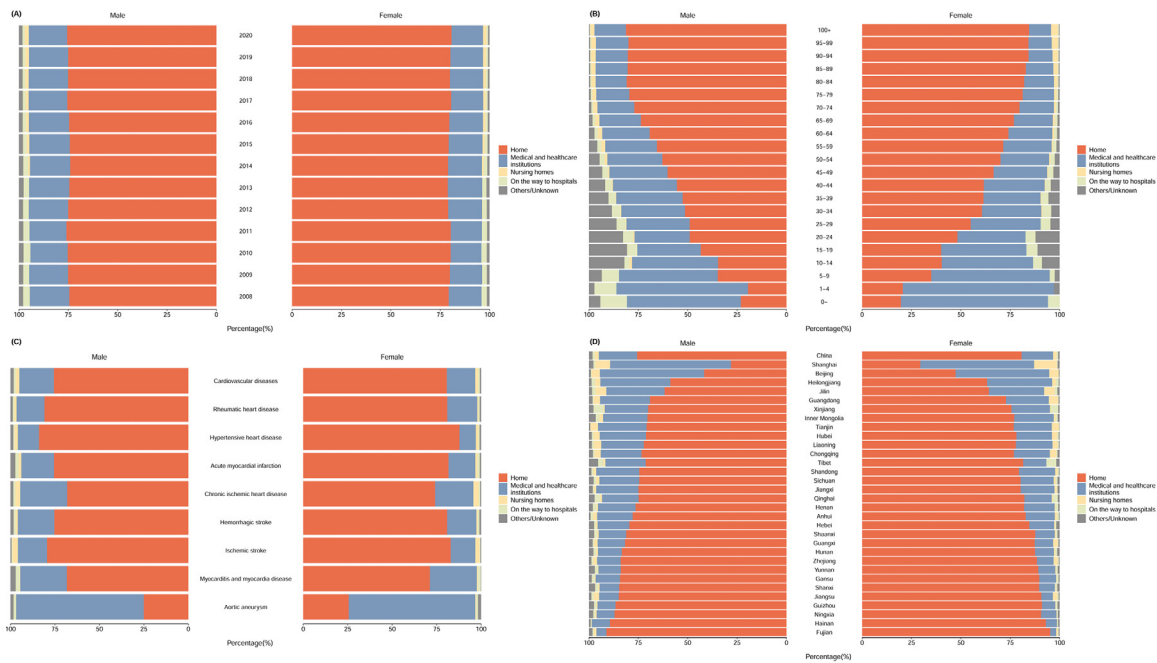 (A)
Male
Female
2020
2019
2018
2017
2016
2015
2014
2013
2012
2011
2010
2009
2008
100 75 50 25 0
0 25 50 75 100
Percentage(%)
Home
Medical and healthcare
institutions
Nursing homes
On the way to hospitals
Others/Unknown
(B)
Male
Female
100+
95-99
90-94
85-89
80-84
75-79
70-74
65-69
60-64
55-59
50-54
45-49
40-44
35-39
30-34
25-29
20-24
15-19
10-14
5-9
1-4
0-
100 75 50 25 0
0 25 50 75 100
Percentage(%)
Home
Medical and healthcare
institutions
Nursing homes
On the way to hospitals
Others/Unknown
(C)
Male
Female
Cardiovascular diseases
Rheumatic heart disease
Hypertensive heart disease
Acute myocardial infarction
Chronic ischemic heart disease
Hemorrhagic stroke
Ischemic stroke
Myocarditis and myocardia disease
Aortic aneurysm
100 75 50 25 0
0 25 50 75 100
Percentage(%)
Home
Medical and healthcare
institutions
Nursing homes
On the way to hospitals
Others/Unknown
(D)
Male
Female
China
Shanghai
Beijing
Heilongjiang
Jilin
Guangdong
Xinjiang
Inner Mongolia
Tianjin
Hubei
Liaoning
Chongqing
Tibet
Shandong
Sichuan
Jiangxi
Qinghai
Henan
Anhui
Hebei
Shaanxi
Guangxi
Hunan
Zhejiang
Yunnan
Gansu
Shanxi
Jiangsu
Guizhou
Ningxia
Hainan
Fujian
100 75 50 25 0
0 25 50 75 100
Percentage(%)
Home
Medical and healthcare
institutions
Nursing homes
On the way to hospitals
Others/Unknown